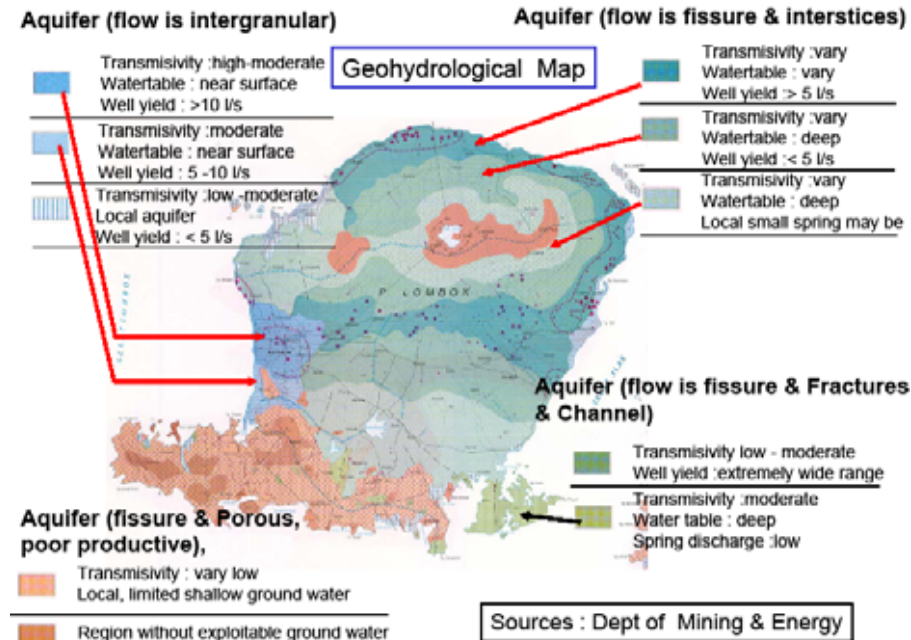 Aquifer (flow is intergranular)
Transmisivity :high-moderate
Watertable : near surface
Well yield : >10 l/s
Transmisivity :moderate
Watertable : near surface
Well yield : 5 -10 l/s
Transmisivity :low -moderate
Local aquifer
Well yield : < 5 l/s
Geohydrological Map
Aquifer (flow is fissure & interstices)
Transmisivity :vary
Watertable : vary
Well yield :> 5 l/s
Transmisivity :vary
Watertable : deep
Well yield :< 5 l/s
Transmisivity :vary
Watertable : deep
Local small spring may be
P LOMBOK
Aquifer (flow is fissure & Fractures
& Channel)
Transmisivity low - moderate
Well yield :extremely wide range
Transmisivity :moderate
Water table : deep
Spring discharge :low
Aquifer (fissure & Porous,
poor productive),
Transmisivity : vary low
Local, limited shallow ground water
Region without exploitable ground water
Sources : Dept of Mining & Energy